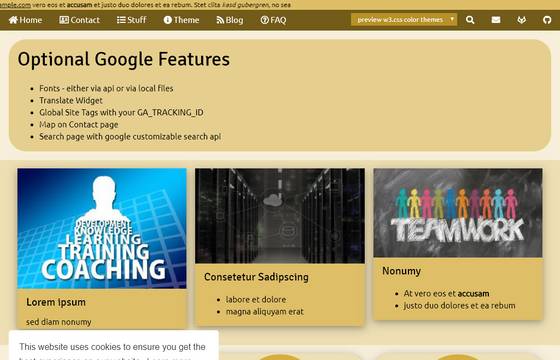 ample.com vero eos et accusam et justo duo dolores et ea rebum. Stet clita kasd gubergren, no sea
Home Contact Stuff Theme Blog FAQ preview w3.css color themes
Optional Google Features
Fonts - either via api or via local files
Translate Widget
Global Site Tags with your GA_TRACKING_ID
Map on Contact page
Search page with google customizable search api
DEVELOPMENT
KNOWLEDGE
LEARNING
TRAINING
COACHING
TEAMWORK
Lorem ipsum
sed diam nonumy
Consetetur Sadipscing
labore et dolore
magna aliquyam erat
Nonumy
At vero eos et accusam
justo duo dolores et ea rebum
This website uses cookies to ensure you get the